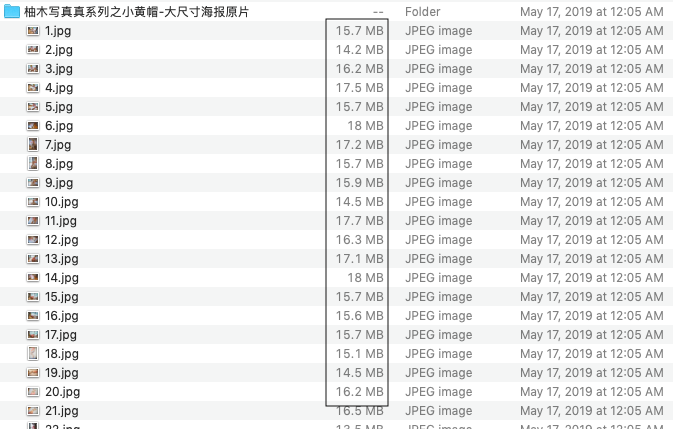 柚木写真真系列之小黄帽-大尺寸海报原片 -- Folder May 17, 2019 at 12:05 AM
1.jpg 15.7 MB JPEG image May 17, 2019 at 12:05 AM
2.jpg 14.2 MB JPEG image May 17, 2019 at 12:05 AM
3.jpg 16.2 MB JPEG image May 17, 2019 at 12:05 AM
4.jpg 17.5 MB JPEG image May 17, 2019 at 12:05 AM
5.jpg 15.7 MB JPEG image May 17, 2019 at 12:05 AM
6.jpg 18 MB JPEG image May 17, 2019 at 12:05 AM
7.jpg 17.2 MB JPEG image May 17, 2019 at 12:05 AM
8.jpg 15.7 MB JPEG image May 17, 2019 at 12:05 AM
9.jpg 15.9 MB JPEG image May 17, 2019 at 12:05 AM
10.jpg 14.5 MB JPEG image May 17, 2019 at 12:05 AM
11.jpg 17.7 MB JPEG image May 17, 2019 at 12:05 AM
12.jpg 16.3 MB JPEG image May 17, 2019 at 12:05 AM
13.jpg 17.1 MB JPEG image May 17, 2019 at 12:05 AM
14.jpg 18 MB JPEG image May 17, 2019 at 12:05 AM
15.jpg 15.7 MB JPEG image May 17, 2019 at 12:05 AM
16.jpg 15.6 MB JPEG image May 17, 2019 at 12:05 AM
17.jpg 15.7 MB JPEG image May 17, 2019 at 12:05 AM
18.jpg 15.1 MB JPEG image May 17, 2019 at 12:05 AM
19.jpg 14.5 MB JPEG image May 17, 2019 at 12:05 AM
20.jpg 16.2 MB JPEG image May 17, 2019 at 12:05 AM
21.jpg 16.5 MB JPEG image May 17, 2019 at 12:05 AM